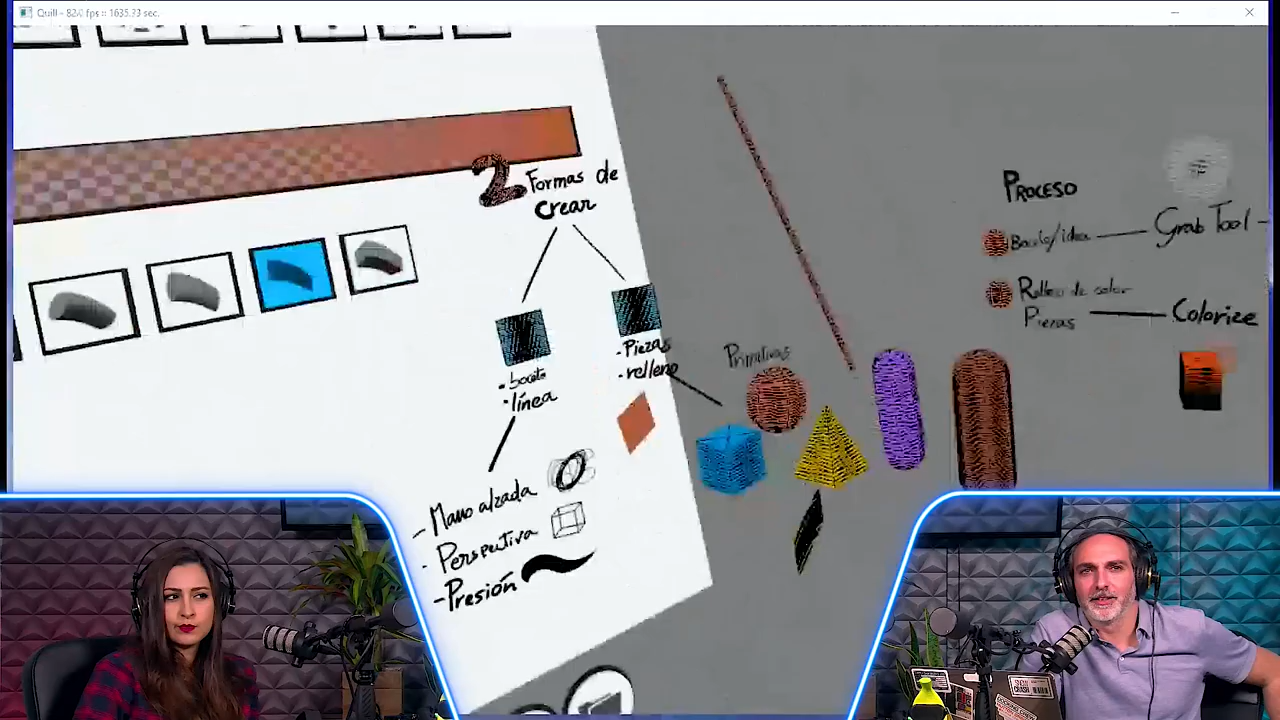 Quill - 82.0 fps :: 1635.33 sec.
2 Formas de
crear
- boceto
- línea
- Piezas
- relleno
- Mano alzada
- Perspectiva
- Presión
Primitivas
PROCESO
Boceto/idea
Grab Tool -
Relleno de color
Piezas
Colorize